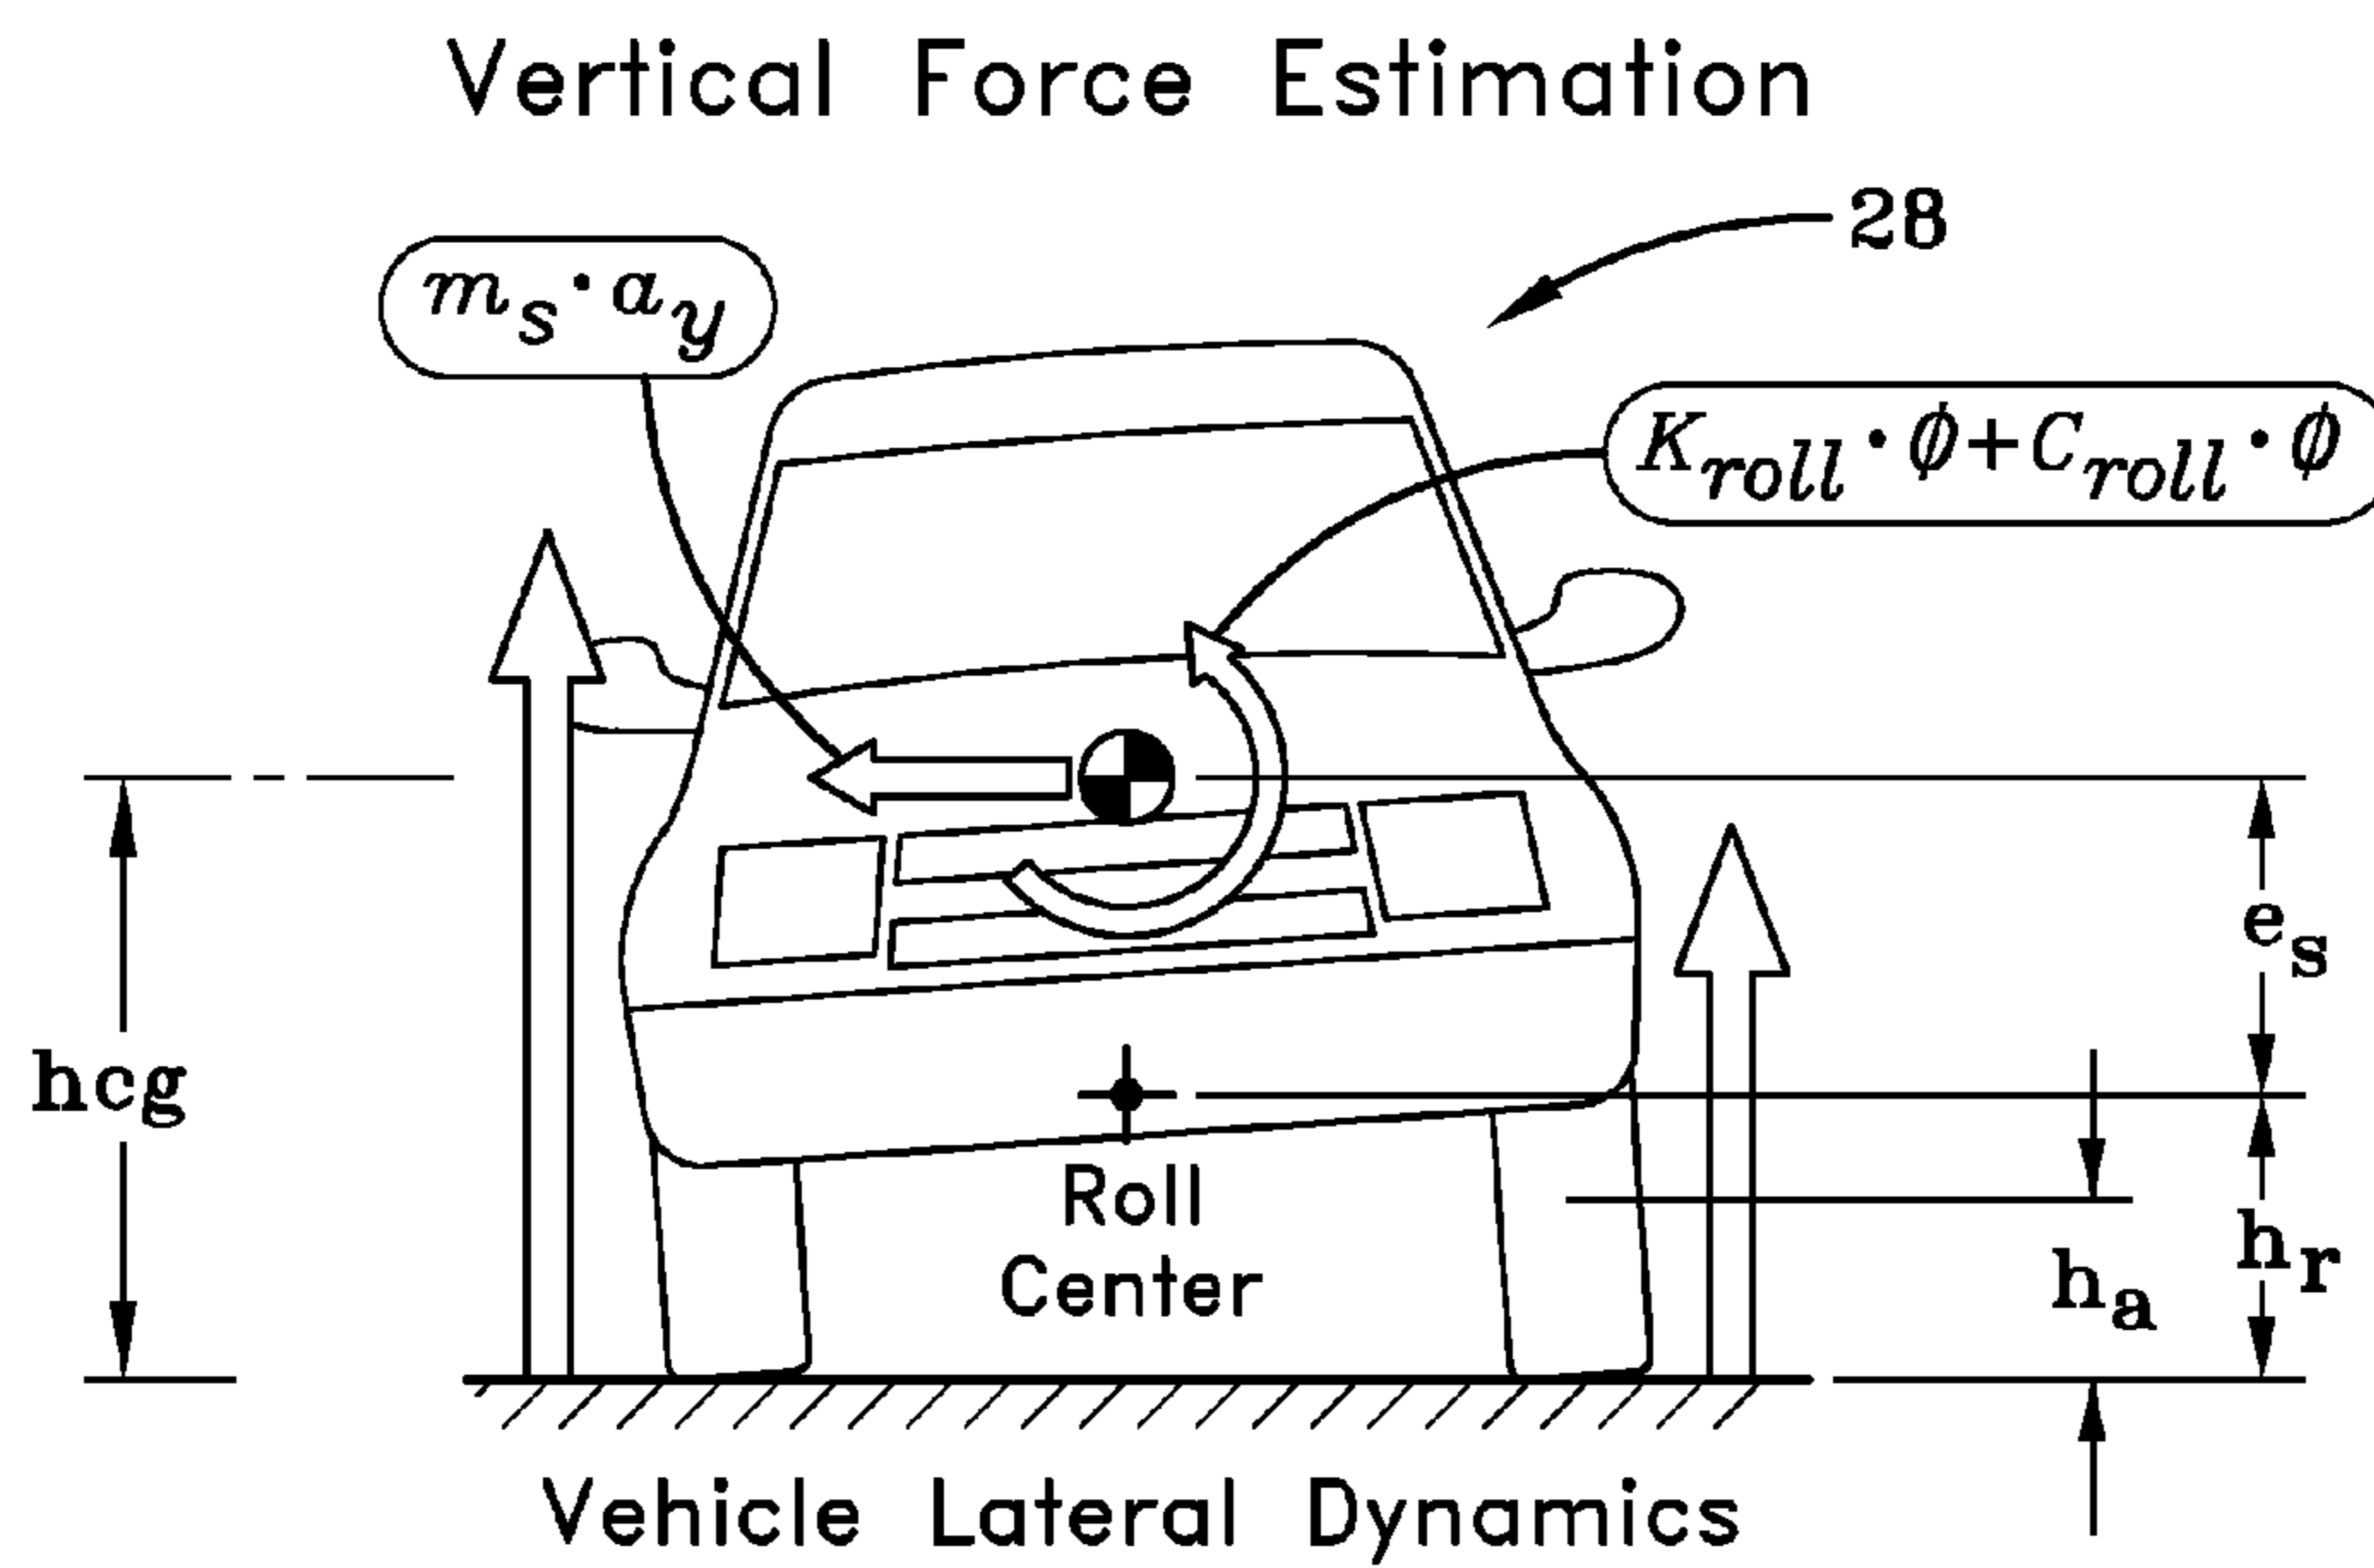 Vertical Force Estimation
28
m_s·a_y
K_roll·ϕ+C_roll·ϕ
e_s
hcg
Roll
Center
h_r
h_a
Vehicle Lateral Dynamics